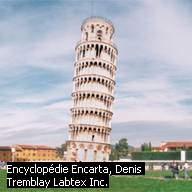 Encyclopédie Encarta, Denis
Tremblay Labtex Inc.